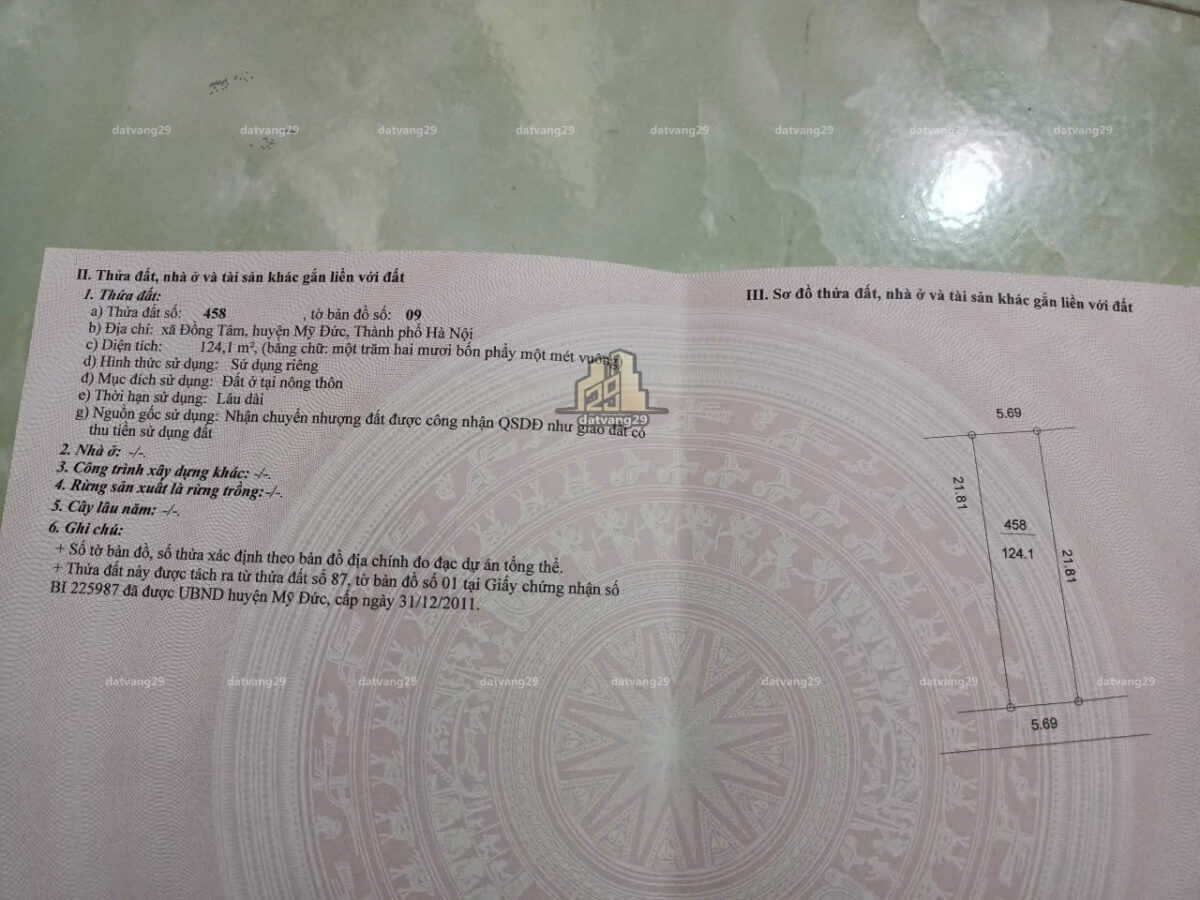 datvang29 datvang29 datvang29 datvang29 datvang29 datvang29 datvang29 datvang29
II. Thửa đất, nhà ở và tài sản khác gắn liền với đất
1. Thửa đất:
a) Thửa đất số: 458 , tờ bản đồ số: 09
b) Địa chỉ: xã Đồng Tâm, huyện Mỹ Đức, Thành phố Hà Nội
c) Diện tích: 124,1 m², (bằng chữ: một trăm hai mươi bốn phẩy một mét vuông)
d) Hình thức sử dụng: Sử dụng riêng
đ) Mục đích sử dụng: Đất ở tại nông thôn
e) Thời hạn sử dụng: Lâu dài
g) Nguồn gốc sử dụng: Nhận chuyển nhượng đất được công nhận QSDĐ như giao đất có
thu tiền sử dụng đất
2. Nhà ở: -/-.
3. Công trình xây dựng khác: -/-.
4. Rừng sản xuất là rừng trồng: -/-.
5. Cây lâu năm: -/-.
6. Ghi chú:
+ Số tờ bản đồ, số thửa xác định theo bản đồ địa chính đo đạc dự án tổng thể.
+ Thửa đất này được tách ra từ thửa đất số 87, tờ bản đồ số 01 tại Giấy chứng nhận số
BI 225987 đã được UBND huyện Mỹ Đức, cấp ngày 31/12/2011.
29
datvang29
III. Sơ đồ thửa đất, nhà ở và tài sản khác gắn liền với đất
5.69
21.81
458
124.1
21.81
5.69
datvang29 datvang29 datvang29 datvang29 datvang29 datvang29 datvang29 datvang29